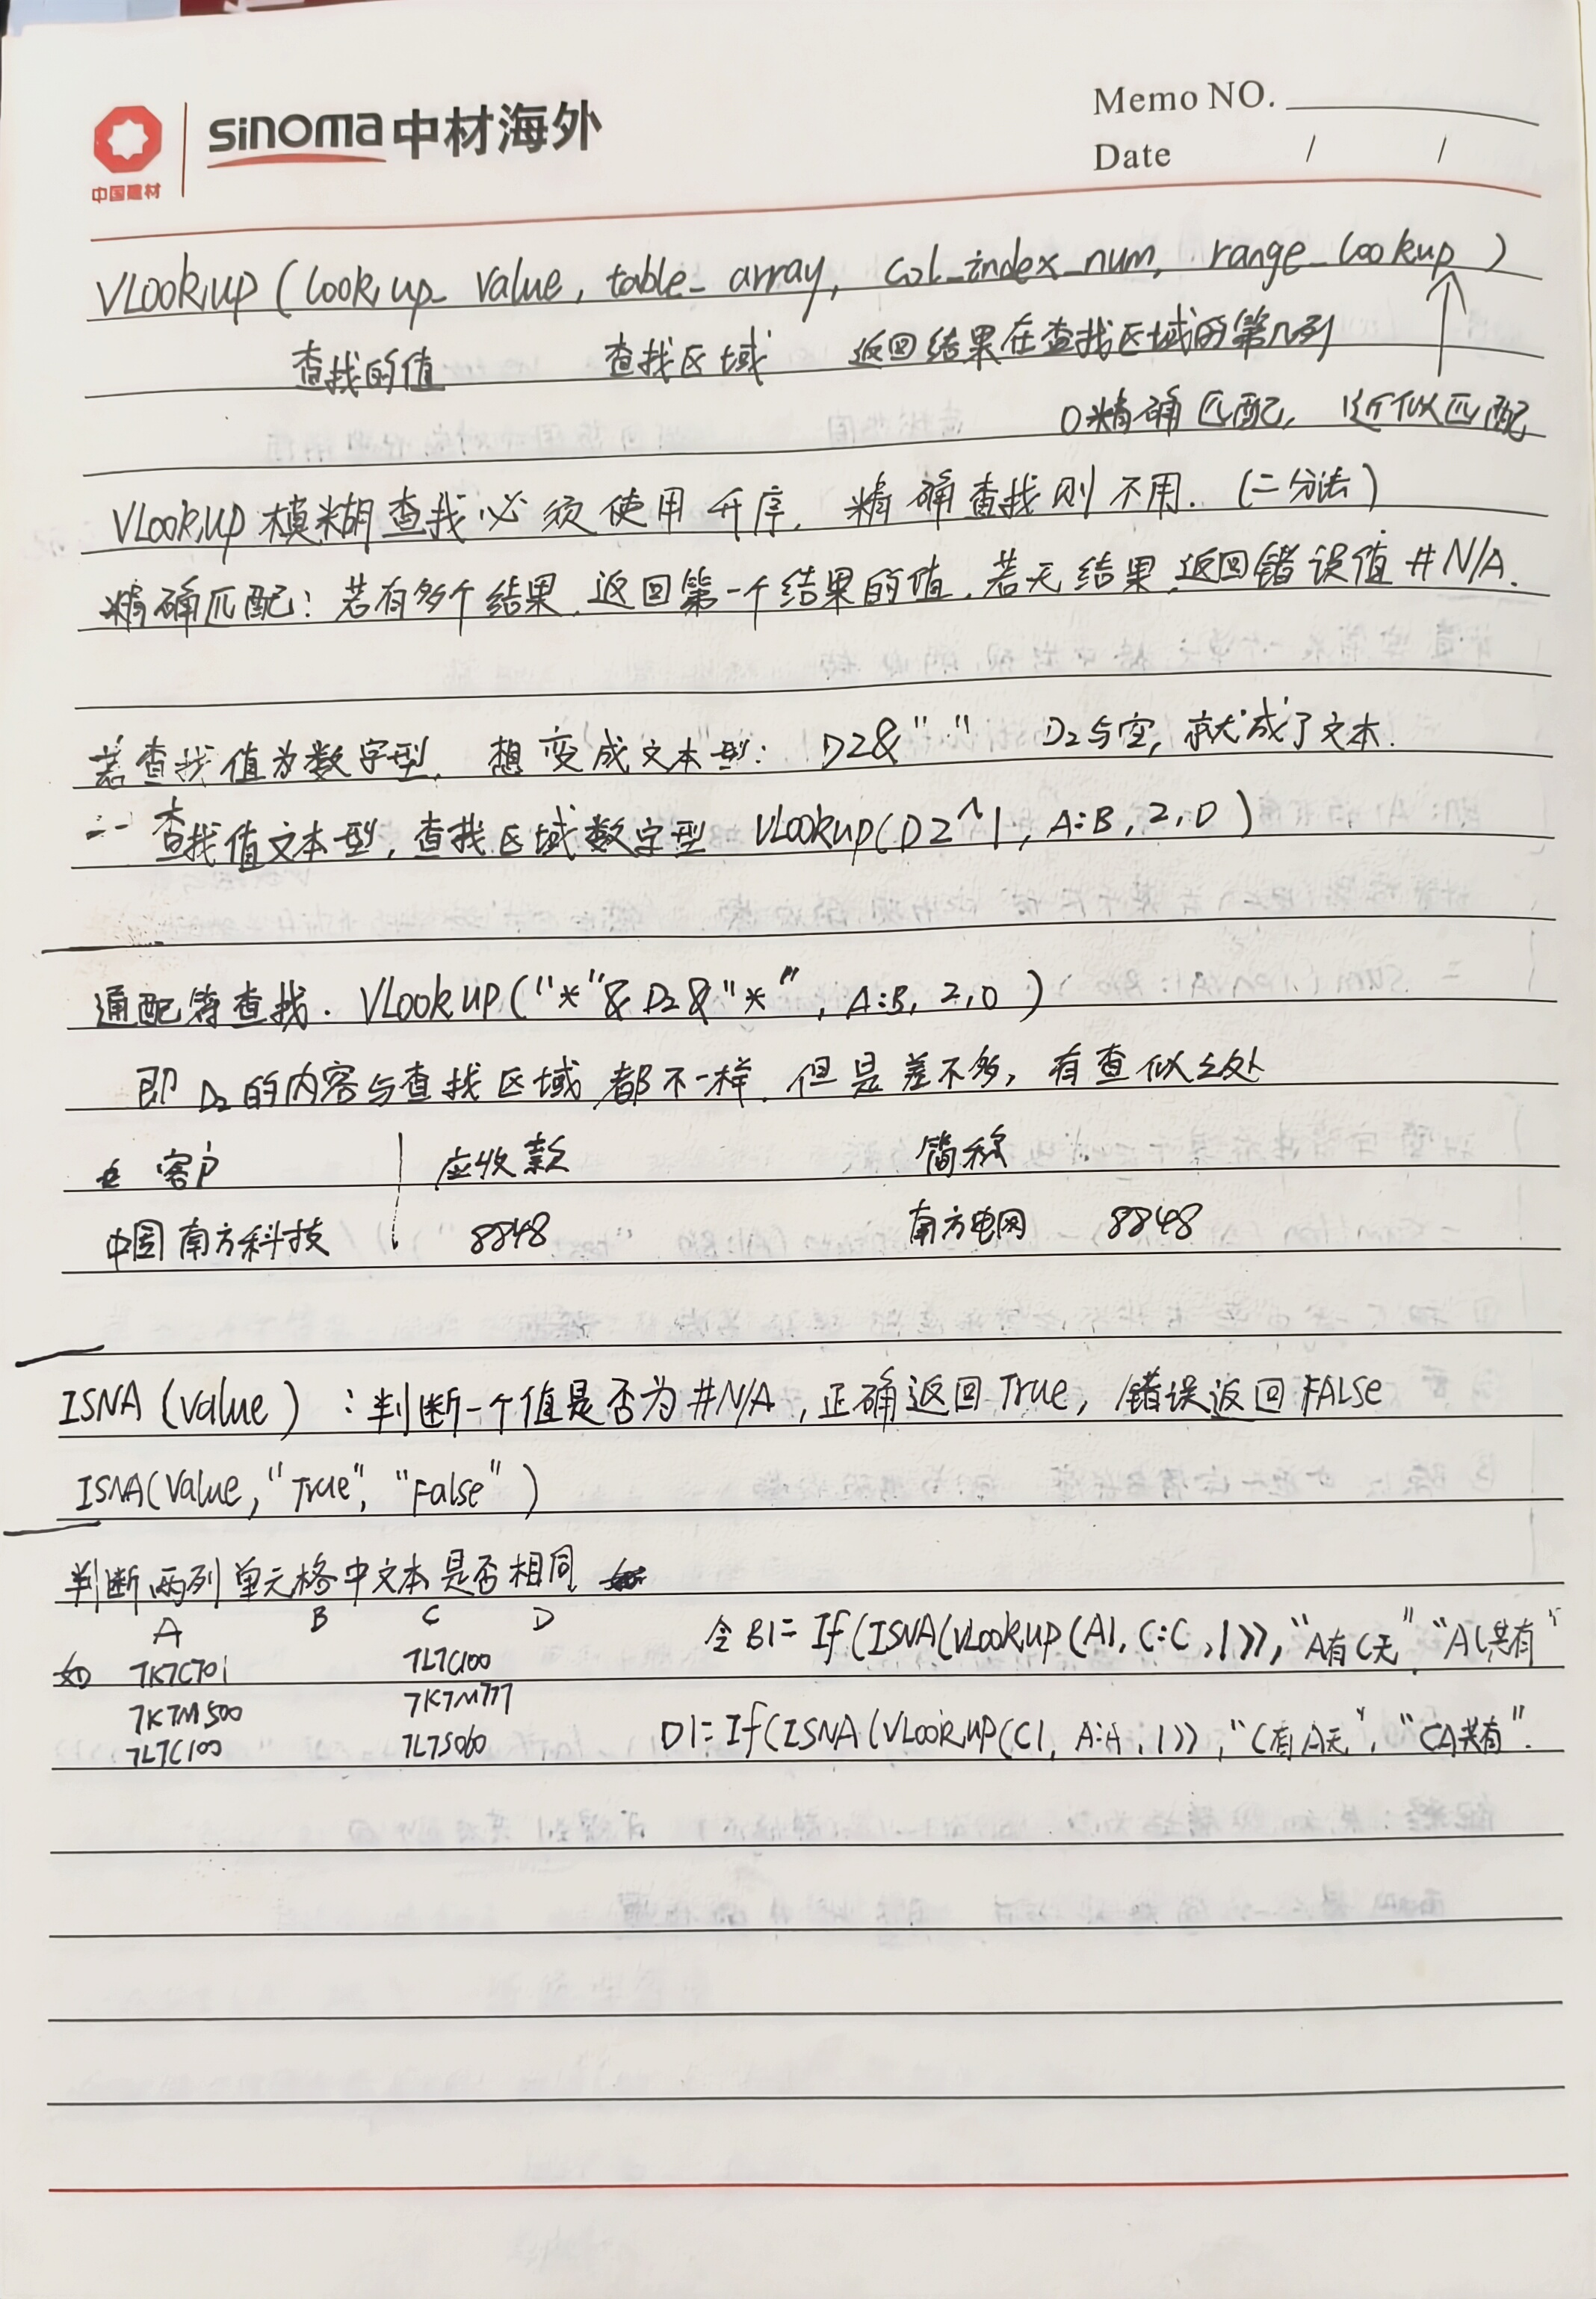 sinoma 中材海外
中国建材
Memo NO.
Date / /
VLookup (lookup_ value, table_ array, col_index_num, range_lookup )
查找的值 查找区域 返回结果在查找区域的第几列
0精确匹配, 1近似匹配
VLookup 模糊查找必须使用升序, 精确查找则不用. (二分法)
精确匹配: 若有多个结果, 返回第一个结果的值, 若无结果, 返回错误值 #N/A.
若查找值为数字型, 想变成文本型: D2&" " D2与空, 就成了文本.
查找值文本型, 查找区域数字型 VLookup(D2^1, A:B, 2, 0)
通配符查找. VLookup("*"& D2&"*", A:B, 2, 0)
即 D2的内容与查找区域都不一样, 但是差不多, 有查似之处
客户 应收款 简称
中国南方科技 8848 南方电网 8848
ISNA (value) : 判断一个值是否为 #N/A, 正确返回 True, 错误返回 FALSe
ISNA(Value, "True", "False")
判断两列单元格中文本是否相同
A B C D
令 B1= If(ISNA(VLookup(A1, C:C, 1)), "A有C无", "AC共有"
如 7K7C701 7L7C100
7K7M500 7K7M777
D1= If(ISNA(VLookup(C1, A:A, 1)), "C有A无", "CA共有".
7L7C100 7L7S060